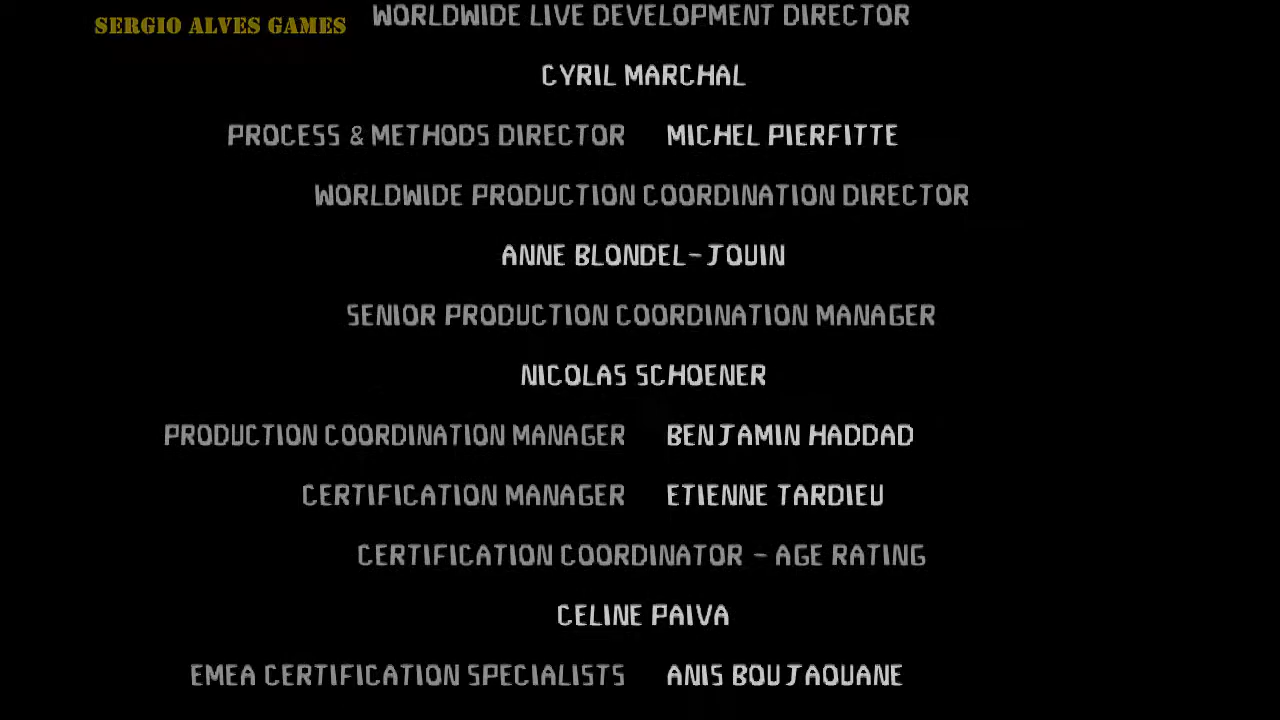 SERGIO ALVES GAMES
WORLDWIDE LIVE DEVELOPMENT DIRECTOR
CYRIL MARCHAL
PROCESS & METHODS DIRECTOR MICHEL PIERFITTE
WORLDWIDE PRODUCTION COORDINATION DIRECTOR
ANNE BLONDEL-JOUIN
SENIOR PRODUCTION COORDINATION MANAGER
NICOLAS SCHOENER
PRODUCTION COORDINATION MANAGER BENJAMIN HADDAD
CERTIFICATION MANAGER ETIENNE TARDIEU
CERTIFICATION COORDINATOR - AGE RATING
CELINE PAIVA
EMEA CERTIFICATION SPECIALISTS ANIS BOUJAOUANE